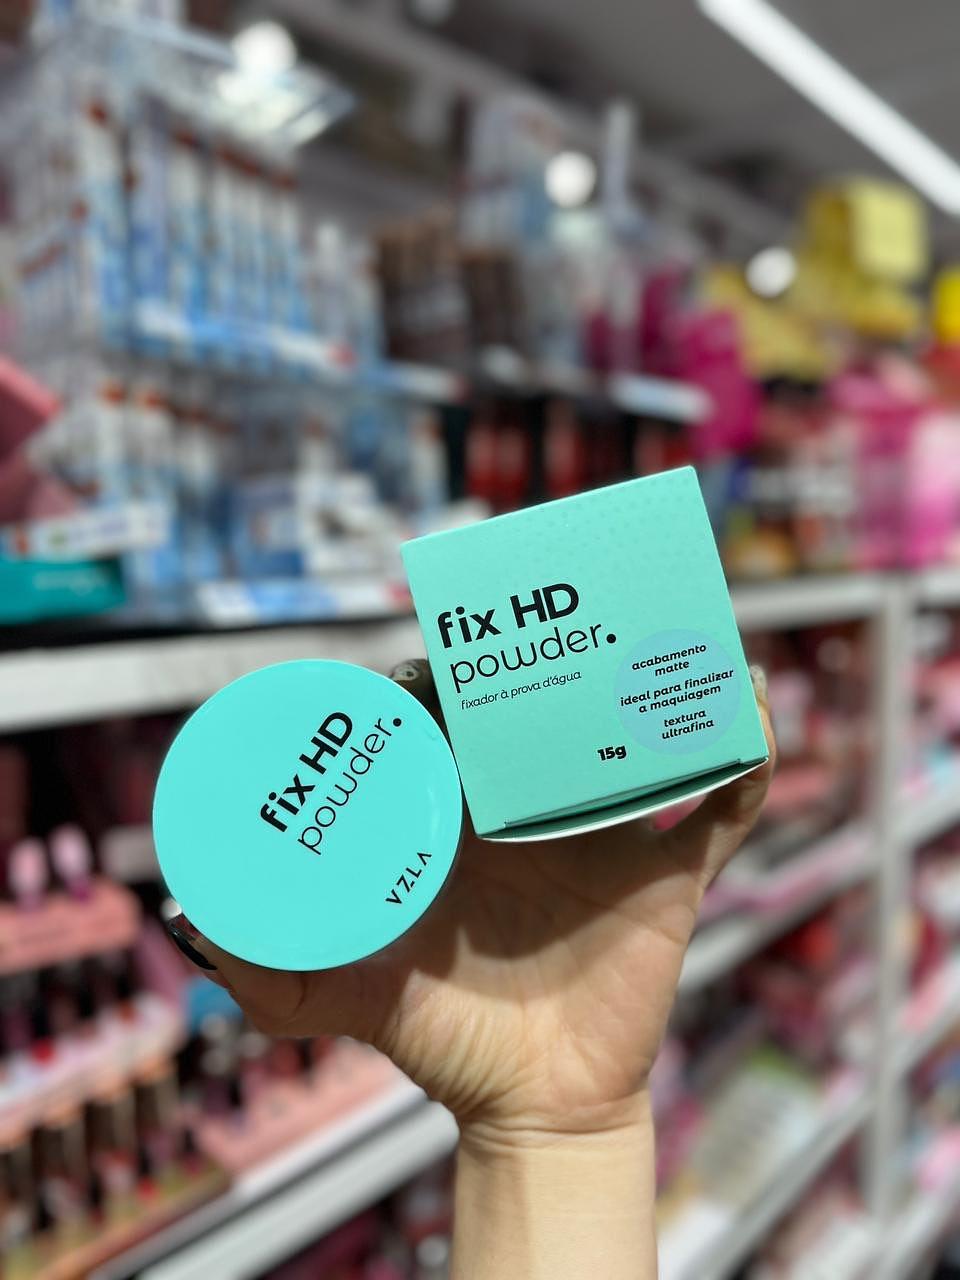 fix HD
powder.
fixador à prova d'água
acabamento
matte
ideal para finalizar
a maquiagem
textura
ultrafina
15g
fix HD
powder.
VZLA